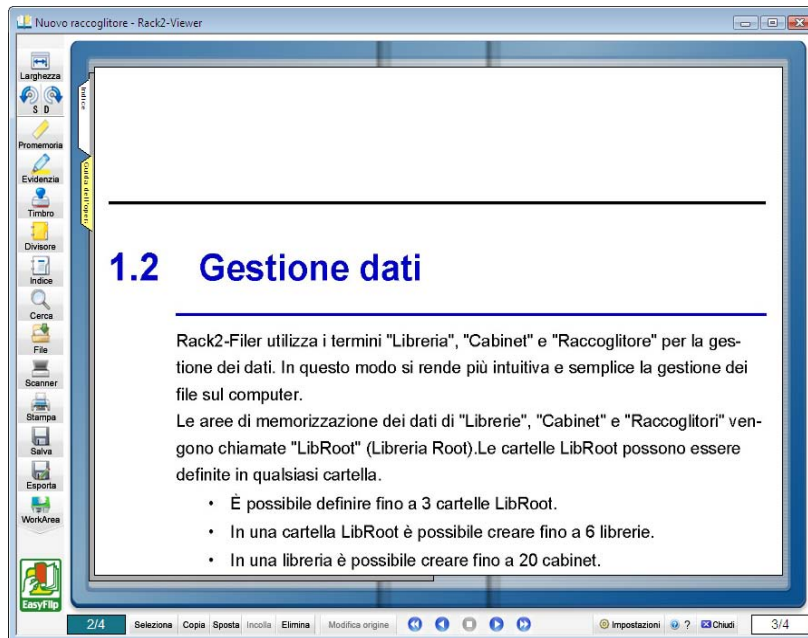 Nuovo raccoglitore - Rack2-Viewer
Larghezza
S D
Promemoria
Evidenzia
Timbro
Divisore
Indice
Cerca
File
Scanner
Stampa
Salva
Esporta
WorkArea
EasyFlip
Indice
Guida dell'opera
1.2 Gestione dati
Rack2-Filer utilizza i termini "Libreria", "Cabinet" e "Raccoglitore" per la ges-
tione dei dati. In questo modo si rende più intuitiva e semplice la gestione dei
file sul computer.
Le aree di memorizzazione dei dati di "Librerie", "Cabinet" e "Raccoglitori" ven-
gono chiamate "LibRoot" (Libreria Root).Le cartelle LibRoot possono essere
definite in qualsiasi cartella.
• È possibile definire fino a 3 cartelle LibRoot.
• In una cartella LibRoot è possibile creare fino a 6 librerie.
• In una libreria è possibile creare fino a 20 cabinet.
2/4 Seleziona Copia Sposta Incolla Elimina Modifica origine Impostazioni ? Chiudi 3/4